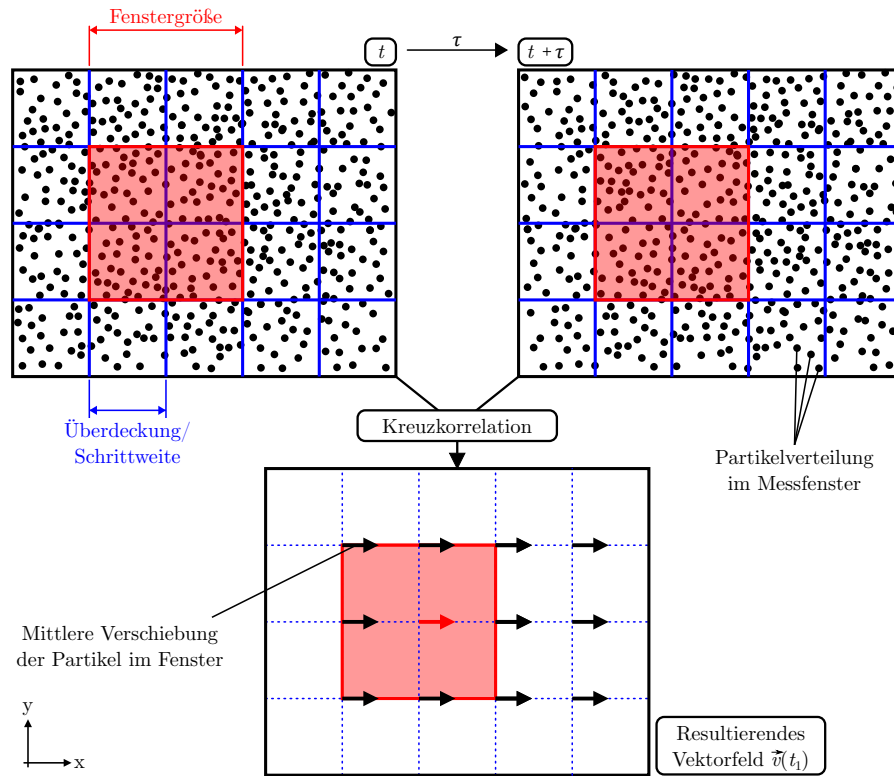 Fenstergröße
t
τ
t + τ
Überdeckung/
Schrittweite
Kreuzkorrelation
Partikelverteilung
im Messfenster
Mittlere Verschiebung
der Partikel im Fenster
y
x
Resultierendes
Vektorfeld v⃗(t₁)